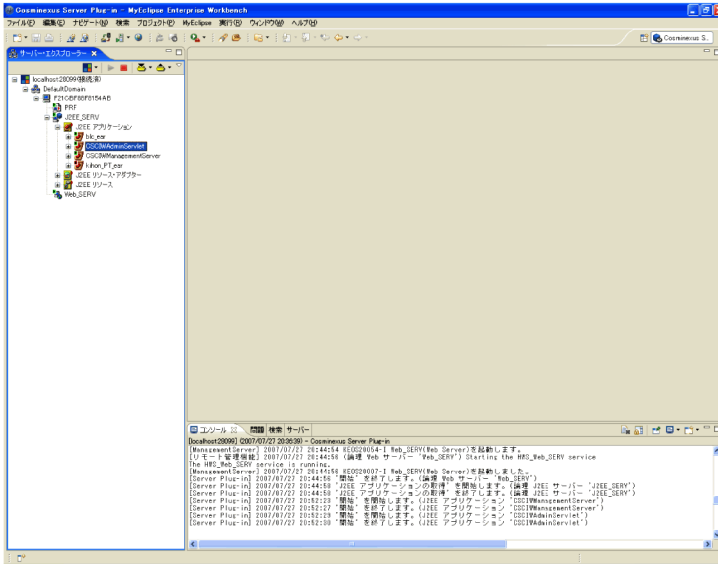 Cosminexus Server Plug-in - MyEclipse Enterprise Workbench
ファイル(F) 編集(E) ナビゲート(N) 検索 プロジェクト(P) MyEclipse 実行(R) ウィンドウ(W) ヘルプ(H)
Cosminexus S...
サーバー・エクスプローラー
localhost:28099(接続済)
DefaultDomain
PRF
J2EE_SERV
J2EE アプリケーション
blc_ear
CSCIWAdminServlet
CSCIWManagementServer
kihon_PT_ear
J2EE リソース・アダプター
J2EE リソース
Web_SERV
コンソール 問題 検索 サーバー
[localhost:28099] (2007/07/27 20:36:39) - Cosminexus Server Plug-in
[ManagementServer] 2007/07/27 20:44:54 KEOS20054-I Web_SERV(Web Server)を起動します。
[リモート管理機能] 2007/07/27 20:44:56 (論理 Web サーバー 'Web_SERV') Starting the HWS_Web_SERV service
The HWS_Web_SERV service is running.
[ManagementServer] 2007/07/27 20:44:56 KEOS20007-I Web_SERV(Web Server)を起動しました。
[Server Plug-in] 2007/07/27 20:44:56 '開始' を終了します。(論理 Web サーバー 'Web_SERV')
[Server Plug-in] 2007/07/27 20:44:58 'J2EE アプリケーションの取得' を開始します。(論理 J2EE サーバー 'J2EE_SERV')
[Server Plug-in] 2007/07/27 20:44:58 'J2EE アプリケーションの取得' を終了します。(論理 J2EE サーバー 'J2EE_SERV')
[Server Plug-in] 2007/07/27 20:52:23 '開始' を開始します。(J2EE アプリケーション 'CSCIWManagementServer')
[Server Plug-in] 2007/07/27 20:52:27 '開始' を終了します。(J2EE アプリケーション 'CSCIWManagementServer')
[Server Plug-in] 2007/07/27 20:52:29 '開始' を開始します。(J2EE アプリケーション 'CSCIWAdminServlet')
[Server Plug-in] 2007/07/27 20:52:30 '開始' を終了します。(J2EE アプリケーション 'CSCIWAdminServlet')